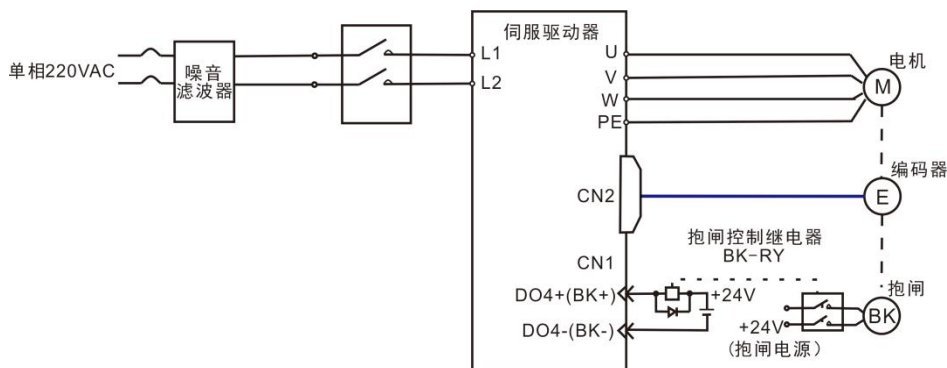 伺服驱动器
单相220VAC
噪音
滤波器
L1
L2
U
V
W
PE
电机
M
CN2
编码器
E
抱闸控制继电器
BK-RY
CN1
DO4+(BK+)
+24V
DO4-(BK-)
+24V
(抱闸电源)
抱闸
BK